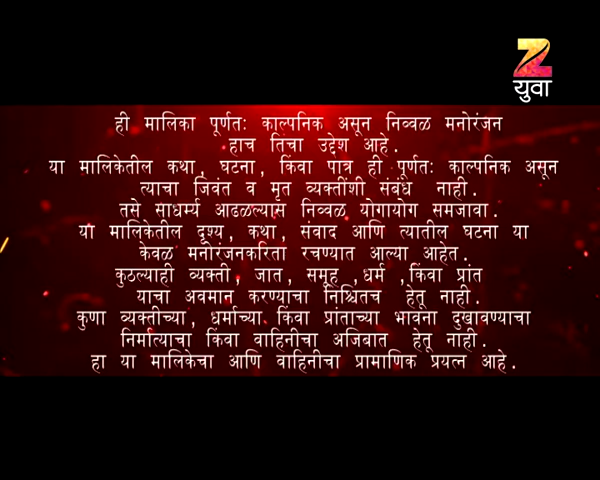 Z
युवा
ही मालिका पूर्णतः काल्पनिक असून निव्वळ मनोरंजन
हाच तिचा उद्देश आहे.
या मालिकेतील कथा, घटना, किंवा पात्र ही पूर्णतः काल्पनिक असून
त्याचा जिवंत व मृत व्यक्तींशी संबंध नाही.
तसे साधर्म्य आढळल्यास निव्वळ योगायोग समजावा.
या मालिकेतील दृश्य, कथा, संवाद आणि त्यातील घटना या
केवळ मनोरंजनकरिता रचण्यात आल्या आहेत.
कुठल्याही व्यक्ती, जात, समूह ,धर्म ,किंवा प्रांत
याचा अवमान करण्याचा निश्चितच हेतू नाही.
कुणा व्यक्तीच्या, धर्माच्या किंवा प्रांताच्या भावना दुखावण्याचा
निर्मात्याचा किंवा वाहिनीचा अजिबात हेतू नाही.
हा या मालिकेचा आणि वाहिनीचा प्रामाणिक प्रयत्न आहे.